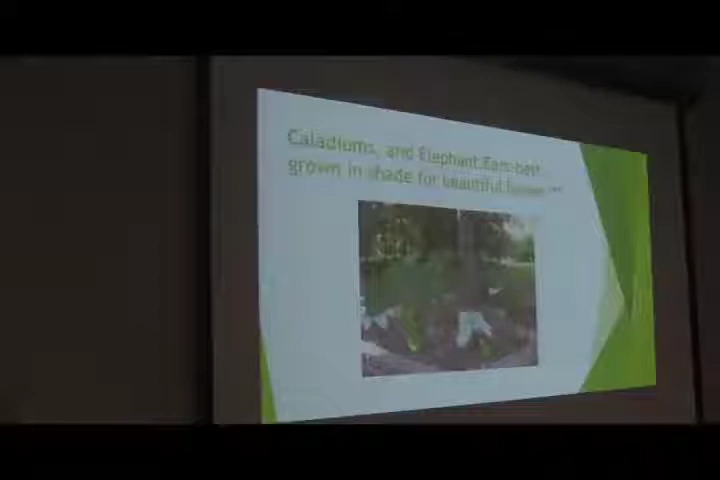 Caladiums, and Elephant Ears-best
grown in shade for beautiful